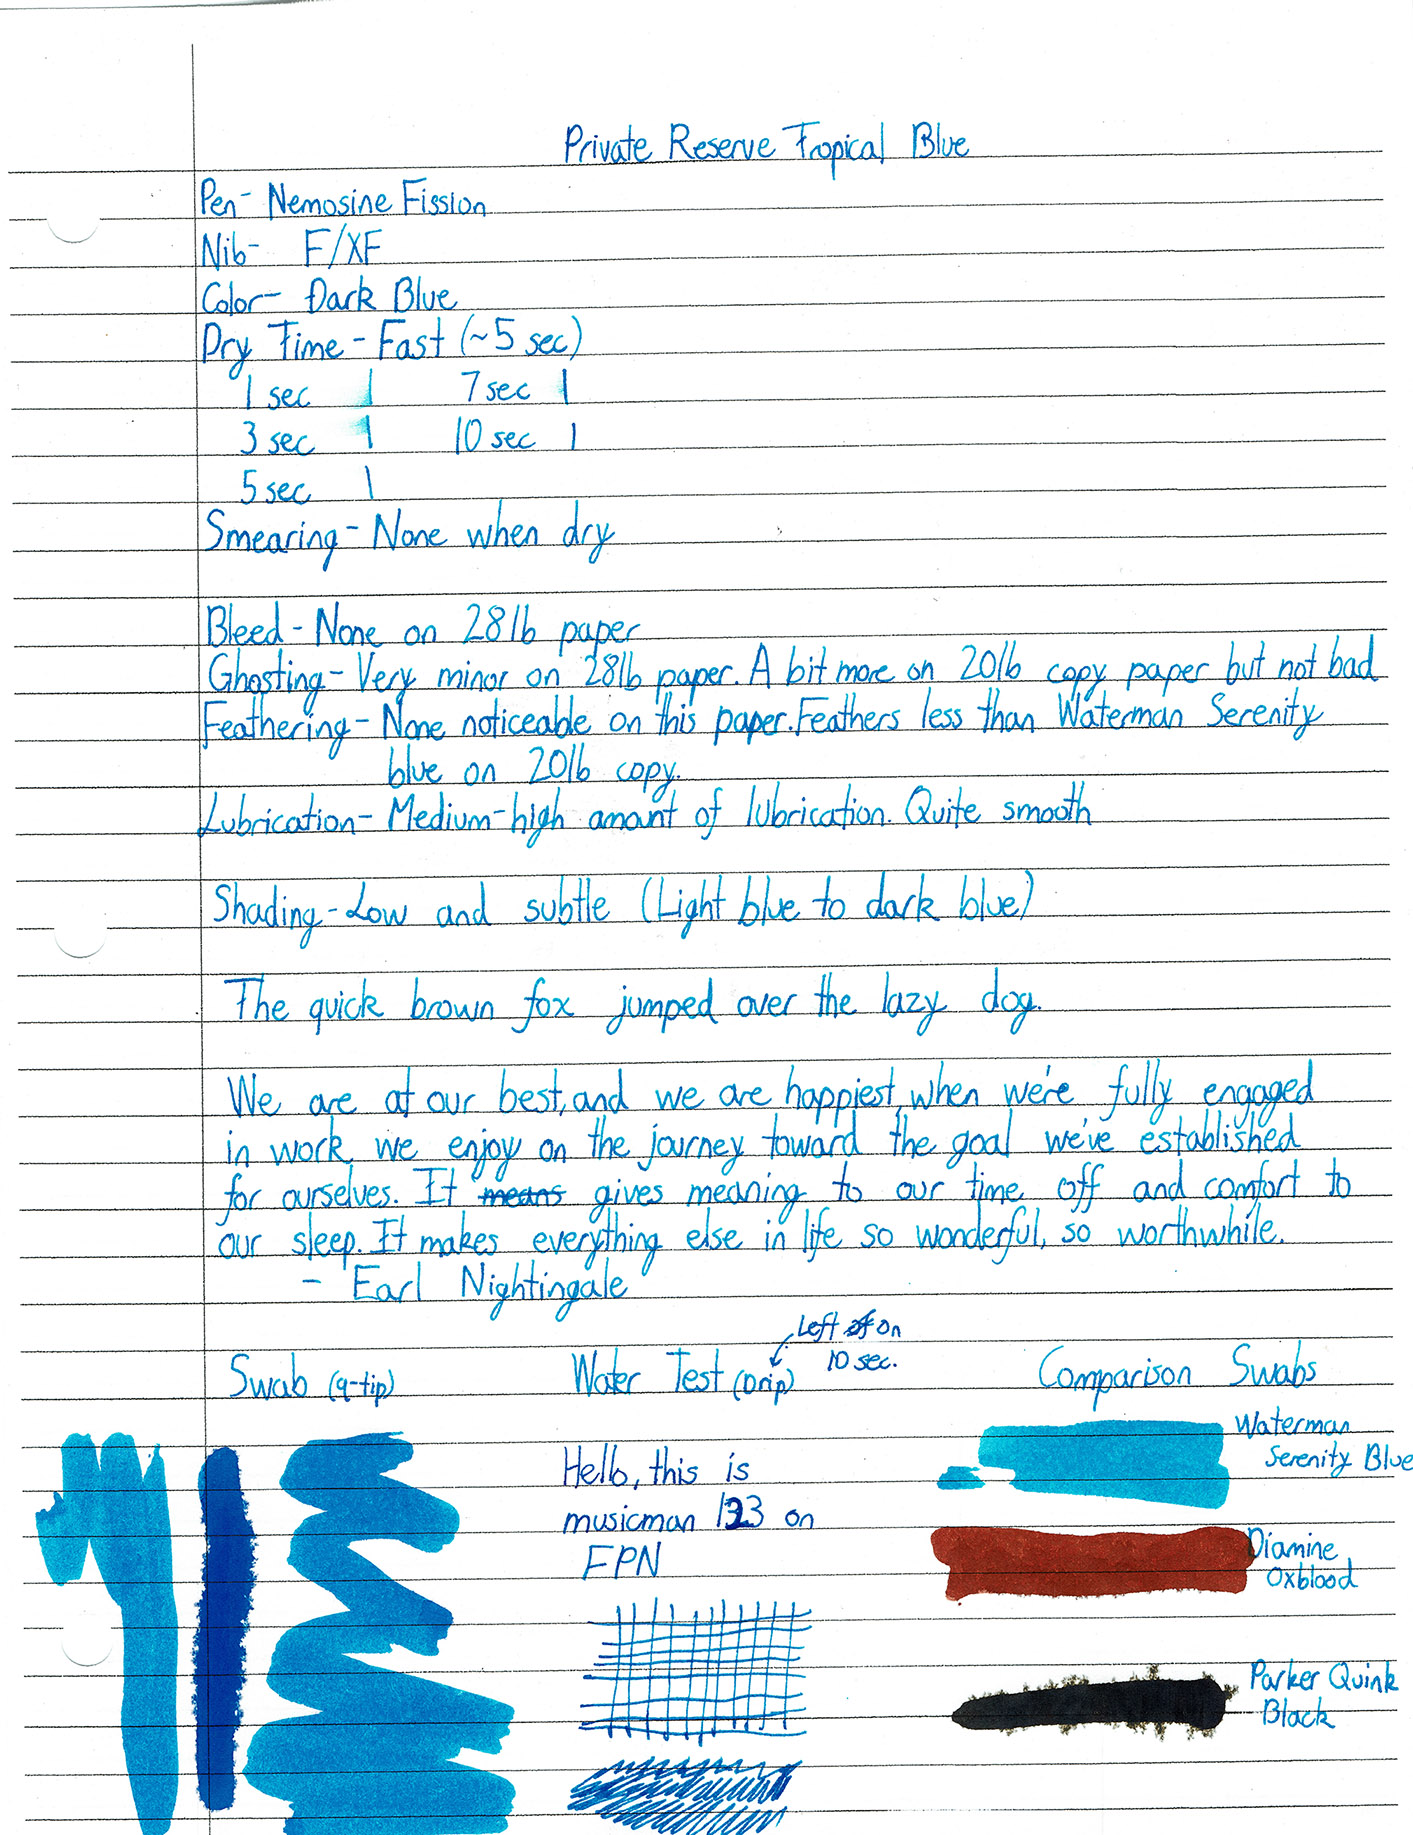 Private Reserve Tropical Blue
Pen- Nemosine Fission
Nib- F/XF
Color- Dark Blue
Dry Time - Fast (~5 sec)
1 sec 7 sec
3 sec 10 sec
5 sec
Smearing - None when dry
Bleed - None on 28lb paper
Ghosting - Very minor on 28lb paper. A bit more on 20lb copy paper but not bad
Feathering - None noticeable on this paper. Feathers less than Waterman Serenity
blue on 20lb copy.
Lubrication - Medium-high amount of lubrication. Quite smooth
Shading - Low and subtle (Light blue to dark blue)
The quick brown fox jumped over the lazy dog.
We are at our best, and we are happiest, when we're fully engaged
in work we enjoy on the journey toward the goal we've established
for ourselves. It means gives meaning to our time off and comfort to
our sleep. It makes everything else in life so wonderful, so worthwhile.
- Earl Nightingale
Left of on
10 sec.
Swab (q-tip) Water Test (Drip) Comparison Swabs
Waterman
Serenity Blue
Hello, this is
musicman 123 on
FPN
Diamine
Oxblood
Parker Quink
Black